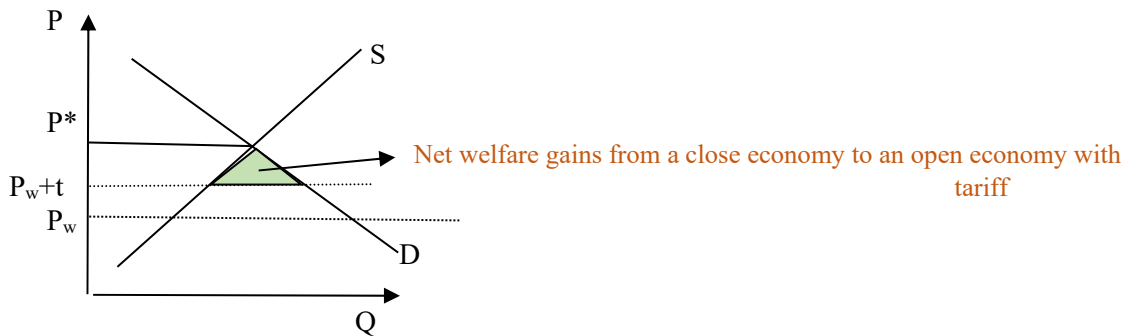 P
S
P*
Net welfare gains from a close economy to an open economy with
tariff
Pw+t
Pw
D
Q